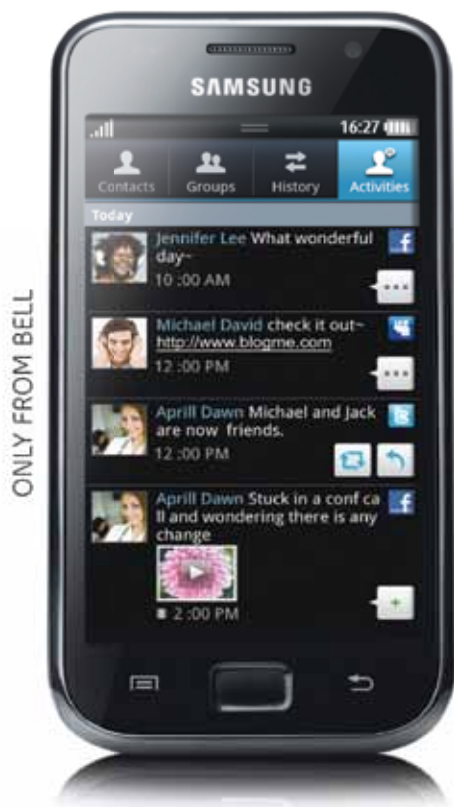 ONLY FROM BELL
SAMSUNG
16:27
Contacts Groups History Activities
Today
Jennifer Lee What wonderful
day~
10 :00 AM
Michael David check it out~
http://www.blogme.com
12 :00 PM
Aprill Dawn Michael and Jack
are now friends.
12 :00 PM
Aprill Dawn Stuck in a conf ca
ll and wondering there is any
change
2 :00 PM